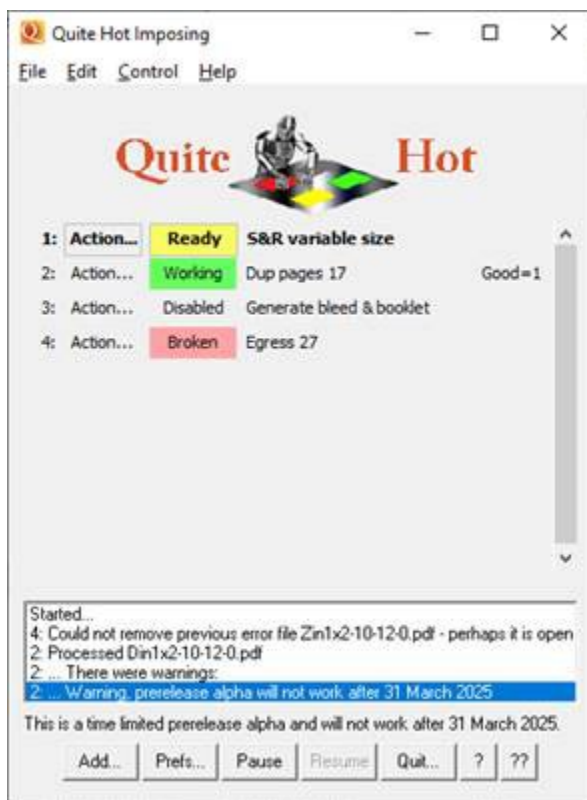 Quite Hot Imposing
File Edit Control Help
Quite Hot
1: Action... Ready S&R variable size
2: Action... Working Dup pages 17 Good=1
3: Action... Disabled Generate bleed & booklet
4: Action... Broken Egress 27
Started...
4: Could not remove previous error file Zin1x2-10-12-0.pdf - perhaps it is open
2: Processed Din1x2-10-12-0.pdf
2: ... There were warnings:
2: ... Warning, prerelease alpha will not work after 31 March 2025
This is a time limited prerelease alpha and will not work after 31 March 2025.
Add... Prefs... Pause Resume Quit... ? ??